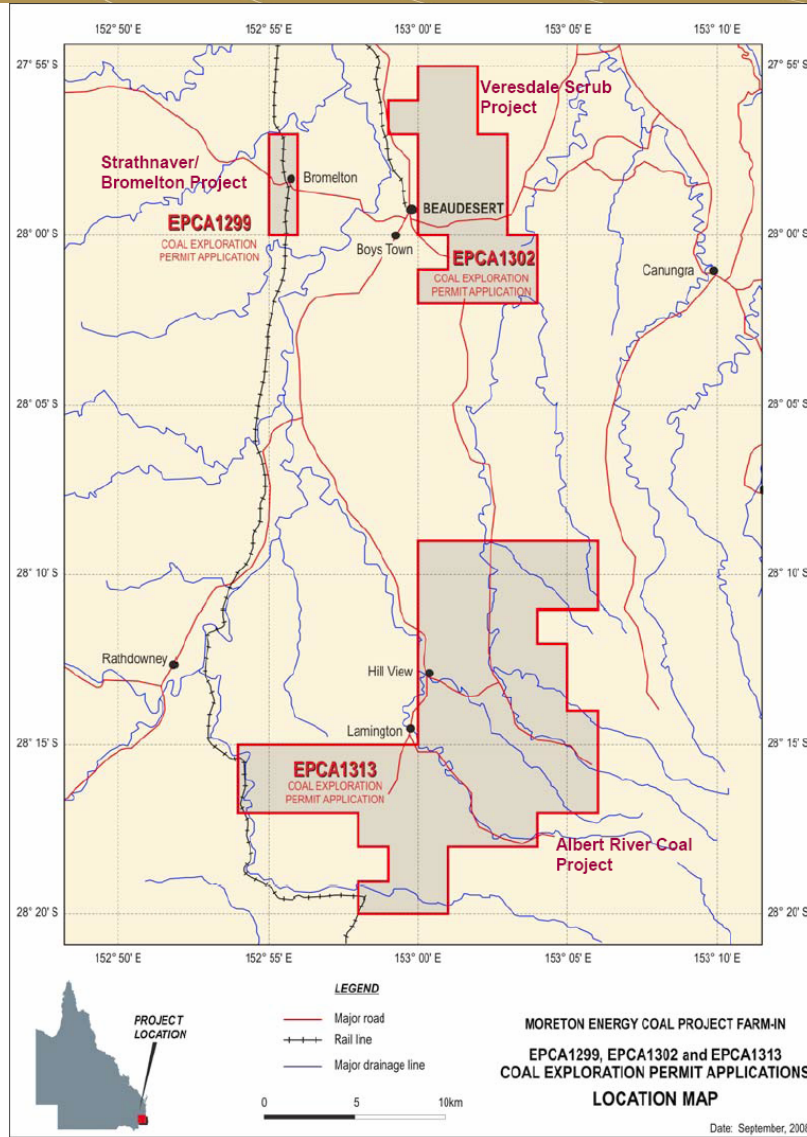 152° 50' E
152° 55' E
153° 00' E
153° 05' E
153° 10' E
27° 55' S
27° 55' S
Veresdale Scrub
Project
Strathnaver/
Bromelton Project
Bromelton
EPCA1299
COAL EXPLORATION
PERMIT APPLICATION
BEAUDESERT
Boys Town
28° 00' S
28° 00' S
EPCA1302
COAL EXPLORATION
PERMIT APPLICATION
Canungra
28° 05' S
28° 05' S
28° 10' S
28° 10' S
Rathdowney
Hill View
Lamington
28° 15' S
28° 15' S
EPCA1313
COAL EXPLORATION
PERMIT APPLICATION
Albert River Coal
Project
28° 20' S
28° 20' S
152° 50' E
152° 55' E
153° 00' E
153° 05' E
153° 10' E
PROJECT
LOCATION
LEGEND
Major road
Rail line
Major drainage line
0 5 10km
MORETON ENERGY COAL PROJECT FARM-IN
EPCA1299, EPCA1302 and EPCA1313
COAL EXPLORATION PERMIT APPLICATIONS
LOCATION MAP
Date: September,